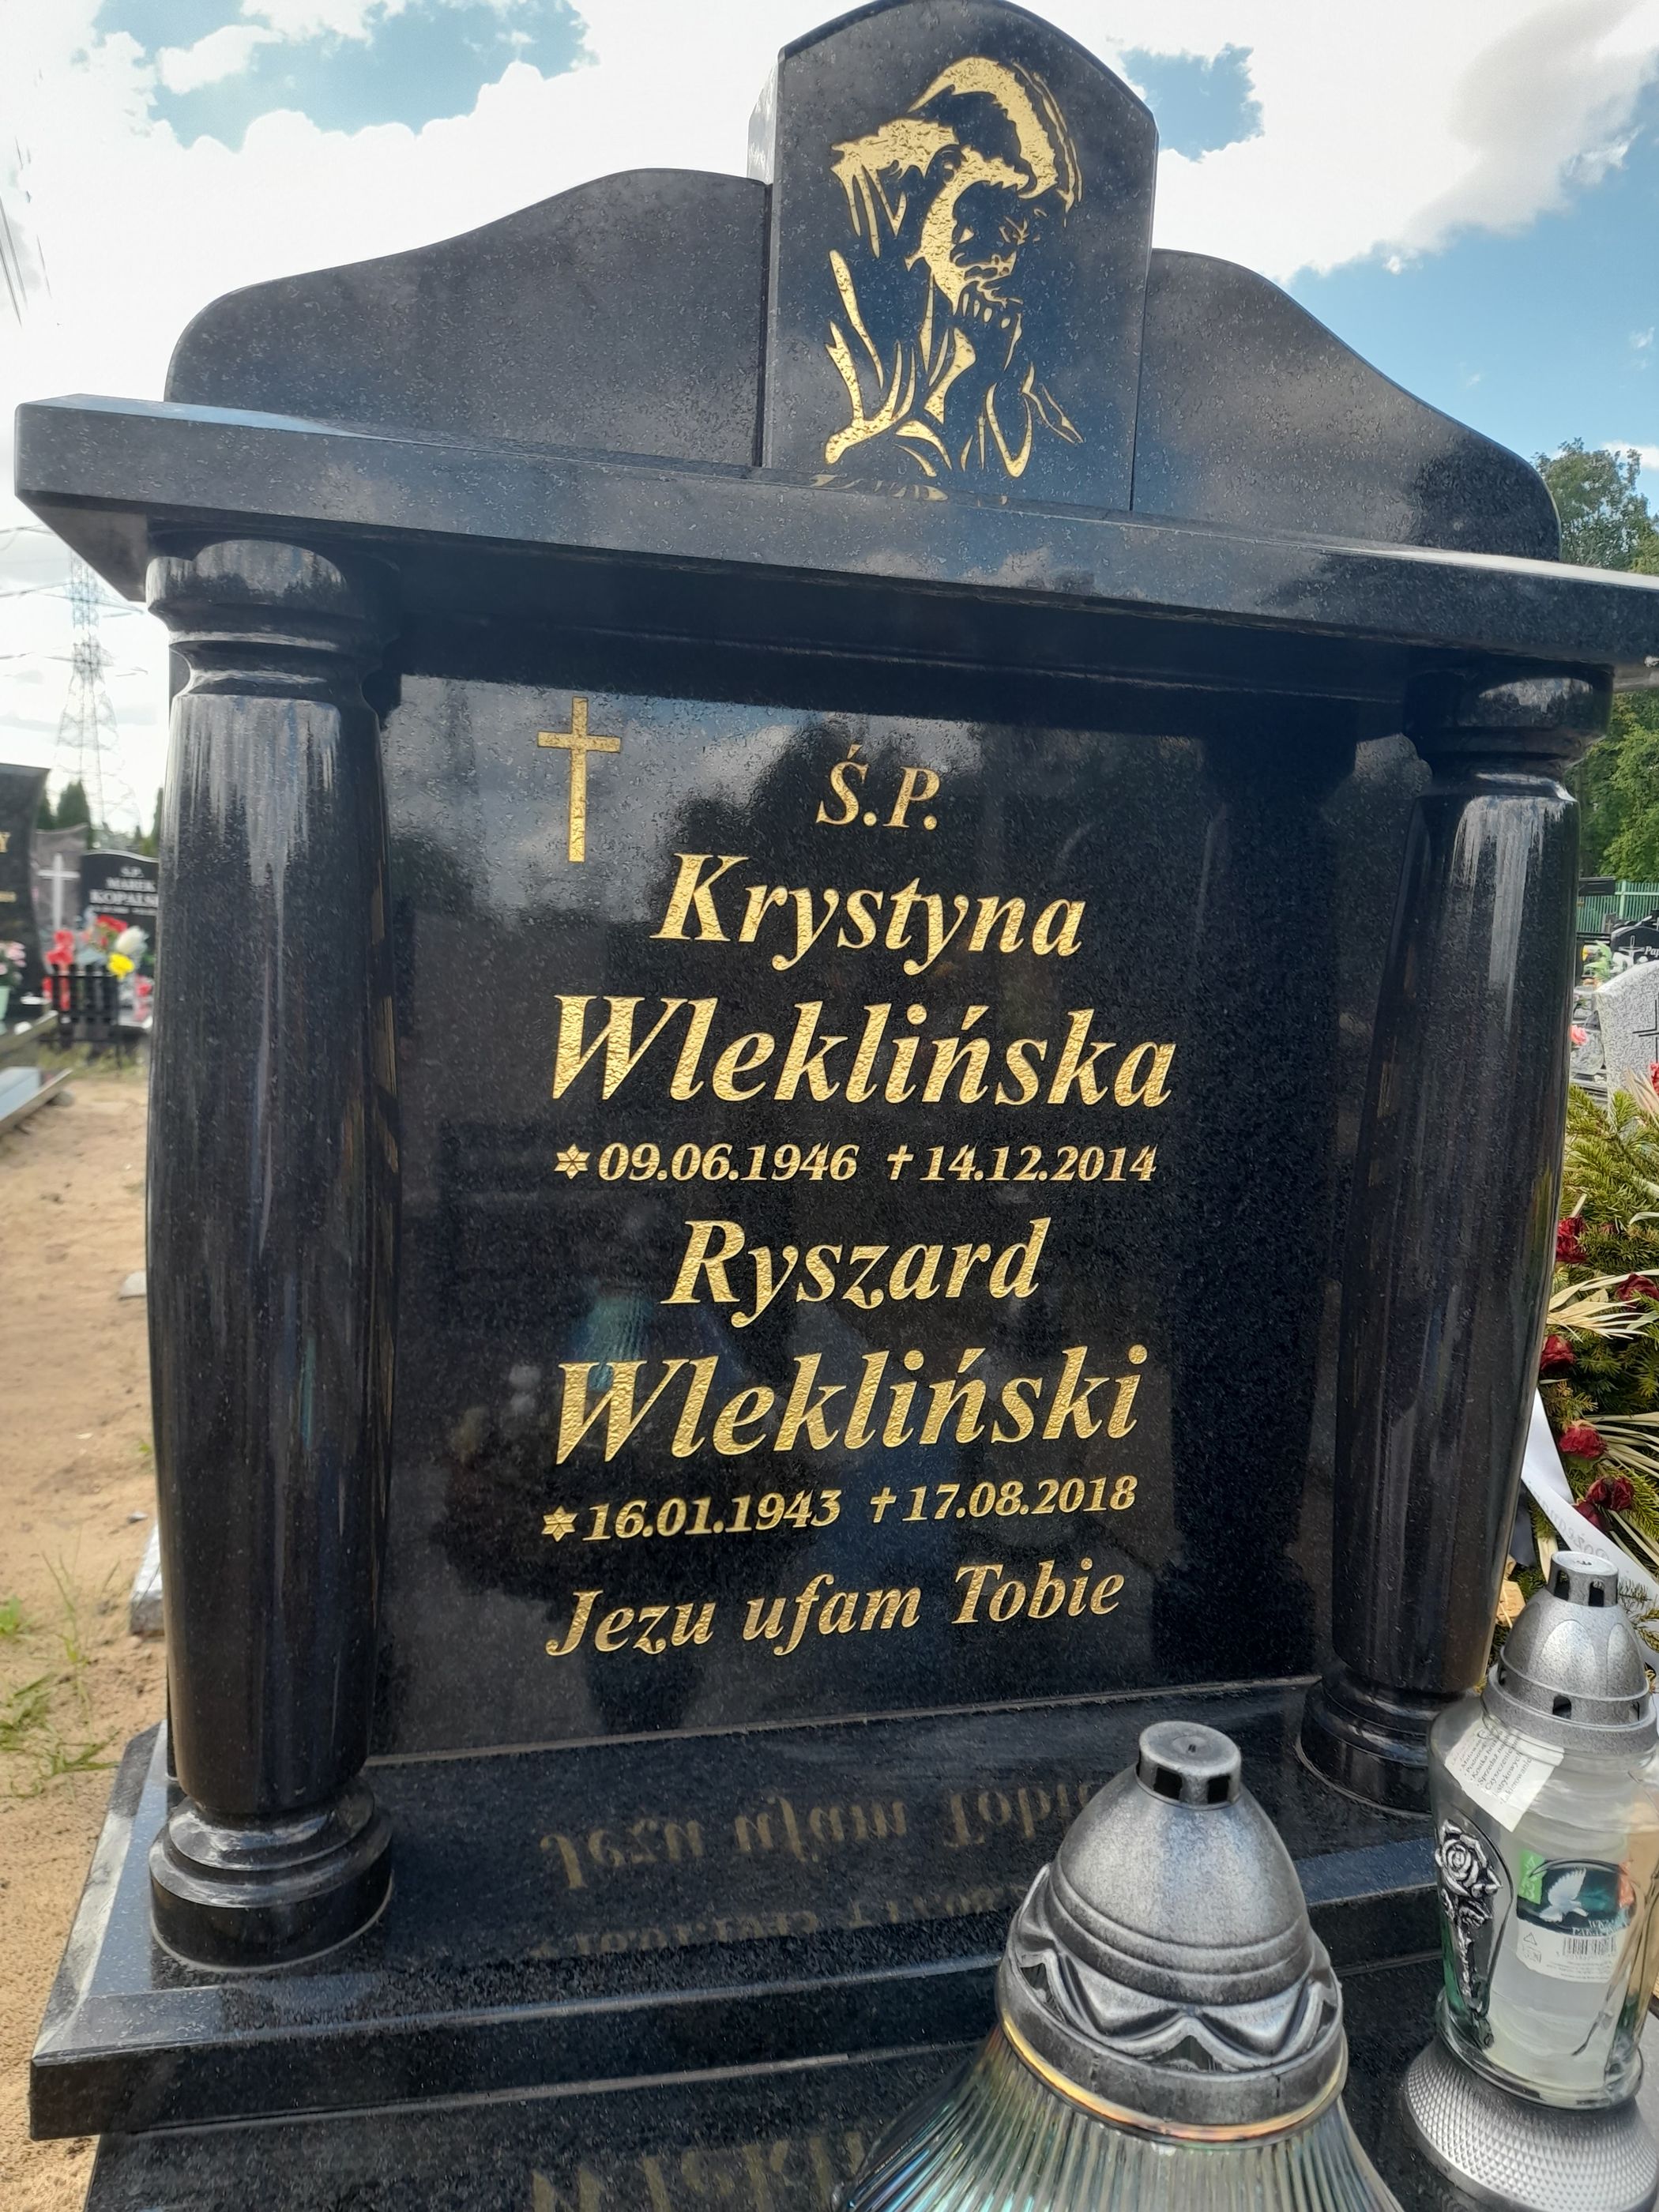 Ś.P.
Krystyna
Wleklińska
✲09.06.1946 ✝14.12.2014
Ryszard
Wlekliński
✲16.01.1943 ✝17.08.2018
Jezu ufam Tobie
Ś.P.
MAREK